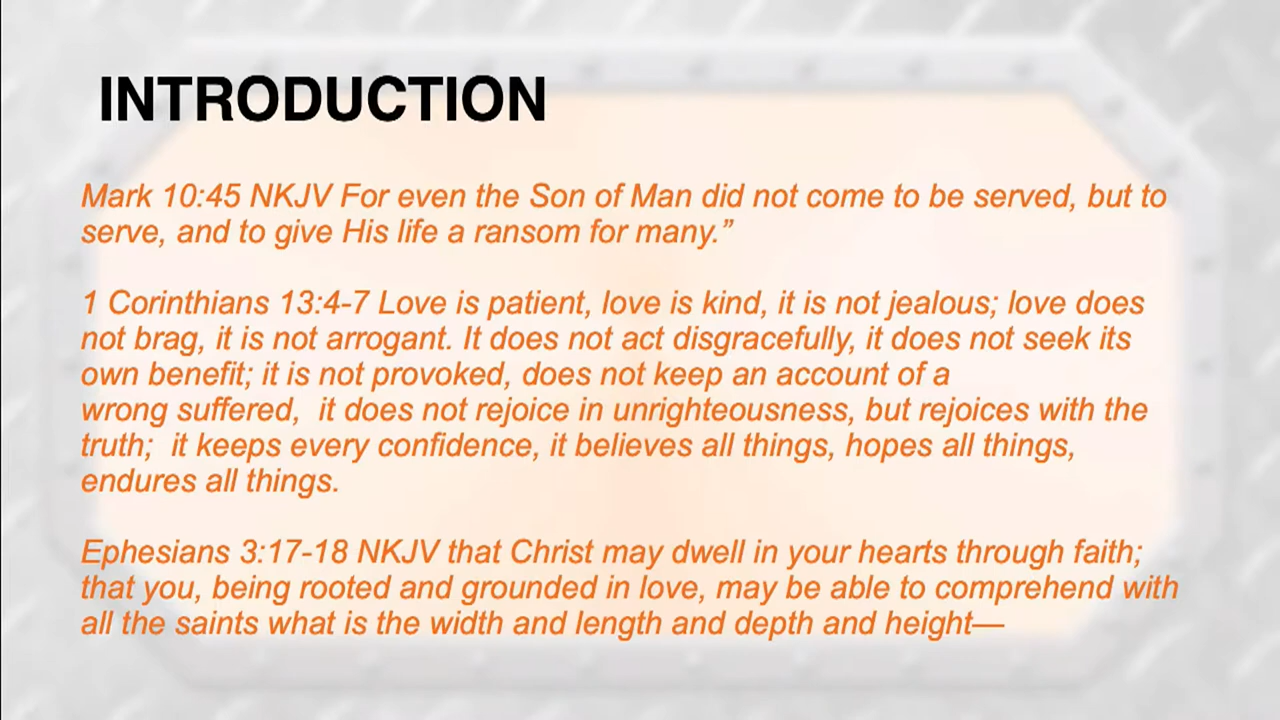 INTRODUCTION
Mark 10:45 NKJV For even the Son of Man did not come to be served, but to
serve, and to give His life a ransom for many.”
1 Corinthians 13:4-7 Love is patient, love is kind, it is not jealous; love does
not brag, it is not arrogant. It does not act disgracefully, it does not seek its
own benefit; it is not provoked, does not keep an account of a
wrong suffered,  it does not rejoice in unrighteousness, but rejoices with the
truth;  it keeps every confidence, it believes all things, hopes all things,
endures all things.
Ephesians 3:17-18 NKJV that Christ may dwell in your hearts through faith;
that you, being rooted and grounded in love, may be able to comprehend with
all the saints what is the width and length and depth and height—